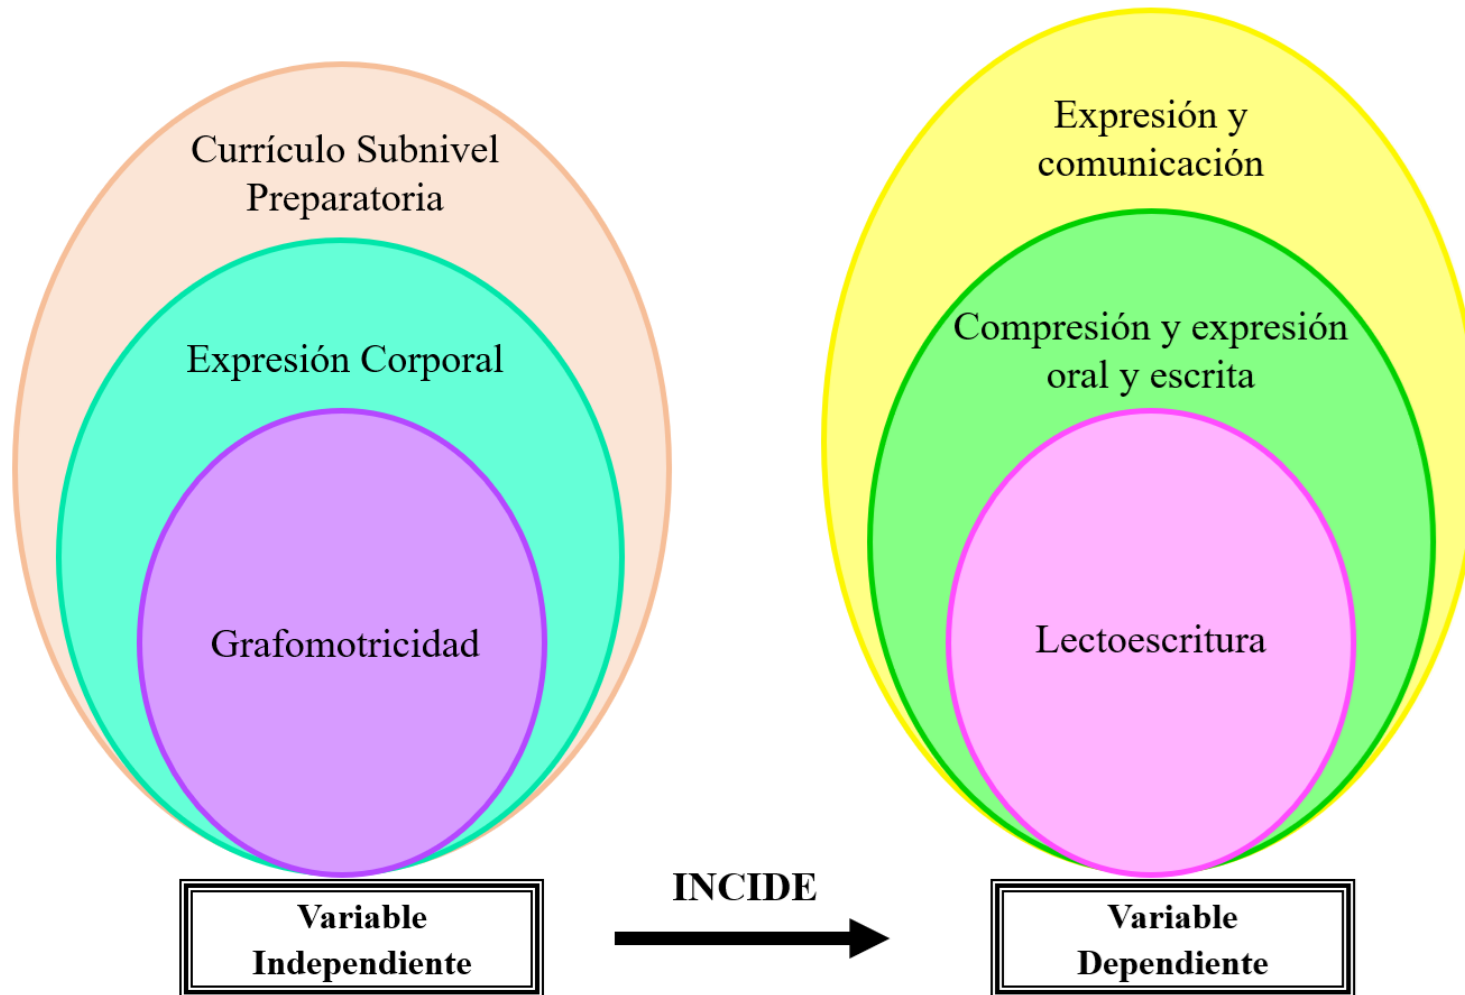 Currículo Subnivel
Preparatoria
Expresión Corporal
Grafomotricidad
Variable
Independiente
INCIDE
Expresión y
comunicación
Compresión y expresión
oral y escrita
Lectoescritura
Variable
Dependiente